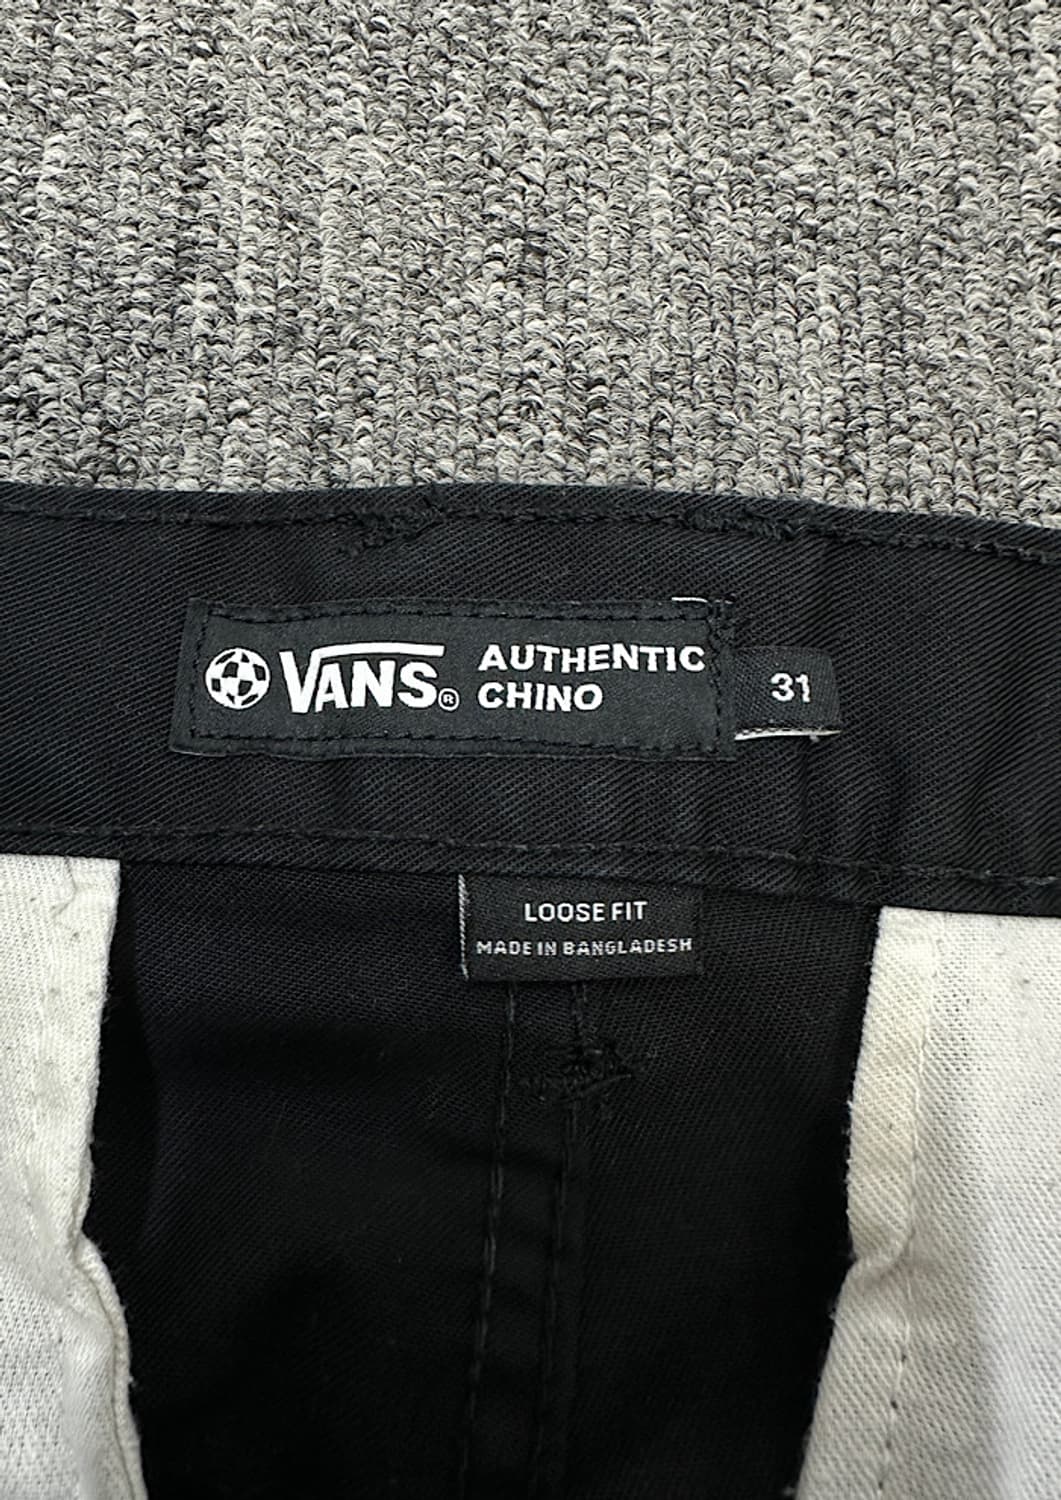 VANS® AUTHENTIC
CHINO
31
LOOSE FIT
MADE IN BANGLADESH